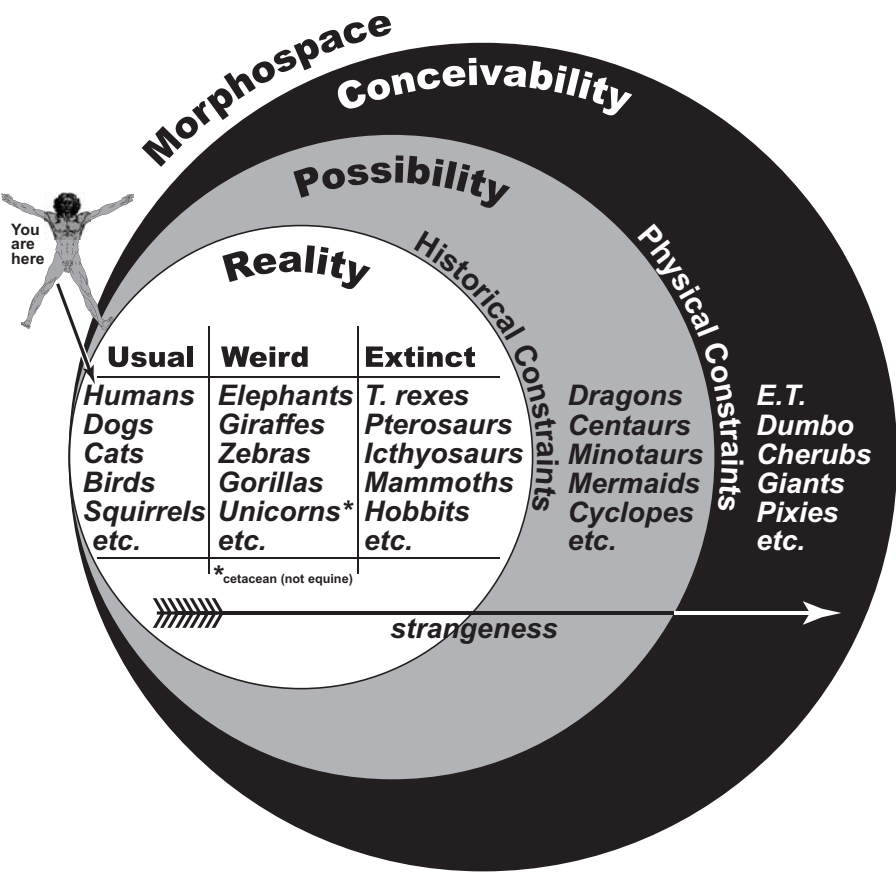 Morphospace
Conceivability
Possibility
Historical Constraints
Physical Constraints
You
are
here
Reality
Usual
Humans
Dogs
Cats
Birds
Squirrels
etc.
Weird
Elephants
Giraffes
Zebras
Gorillas
Unicorns*
etc.
*cetacean (not equine)
Extinct
T. rexes
Pterosaurs
Icthyosaurs
Mammoths
Hobbits
etc.
Dragons
Centaurs
Minotaurs
Mermaids
Cyclopes
etc.
E.T.
Dumbo
Cherubs
Giants
Pixies
etc.
strangeness